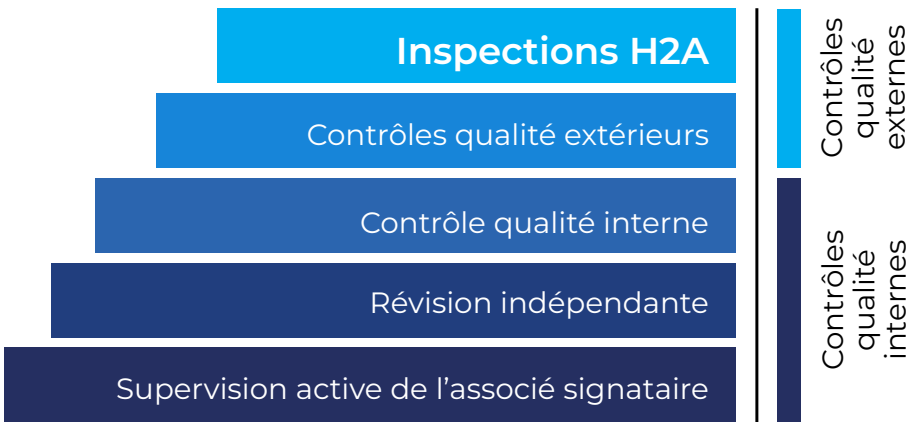 Inspections H2A
Contrôles qualité extérieurs
Contrôle qualité interne
Révision indépendante
Supervision active de l’associé signataire
Contrôles
qualité
externes
Contrôles
qualité
internes